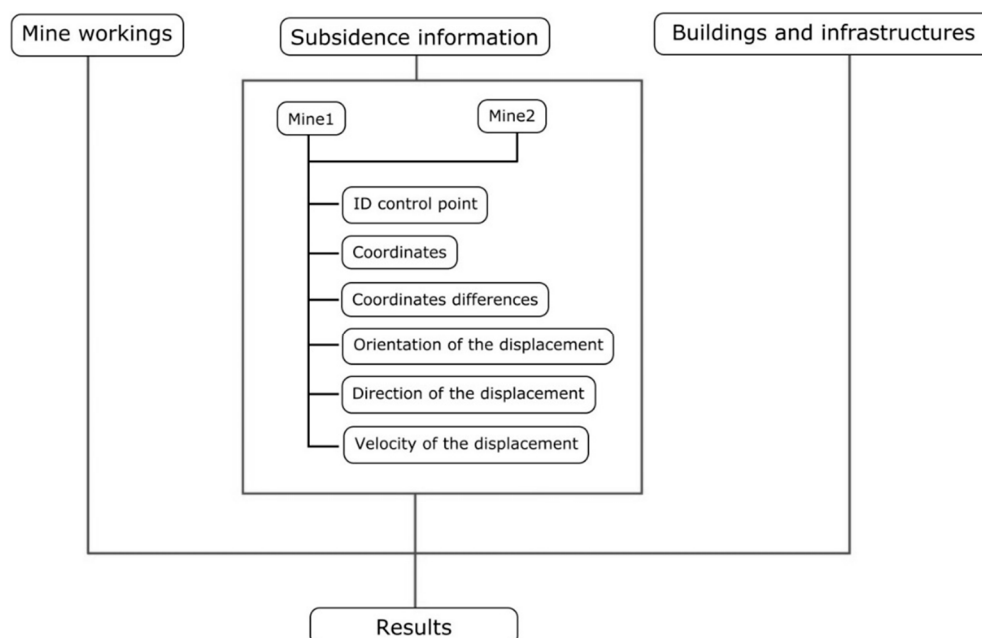 Mine workings
Subsidence information
Buildings and infrastructures
Mine1
Mine2
ID control point
Coordinates
Coordinates differences
Orientation of the displacement
Direction of the displacement
Velocity of the displacement
Results